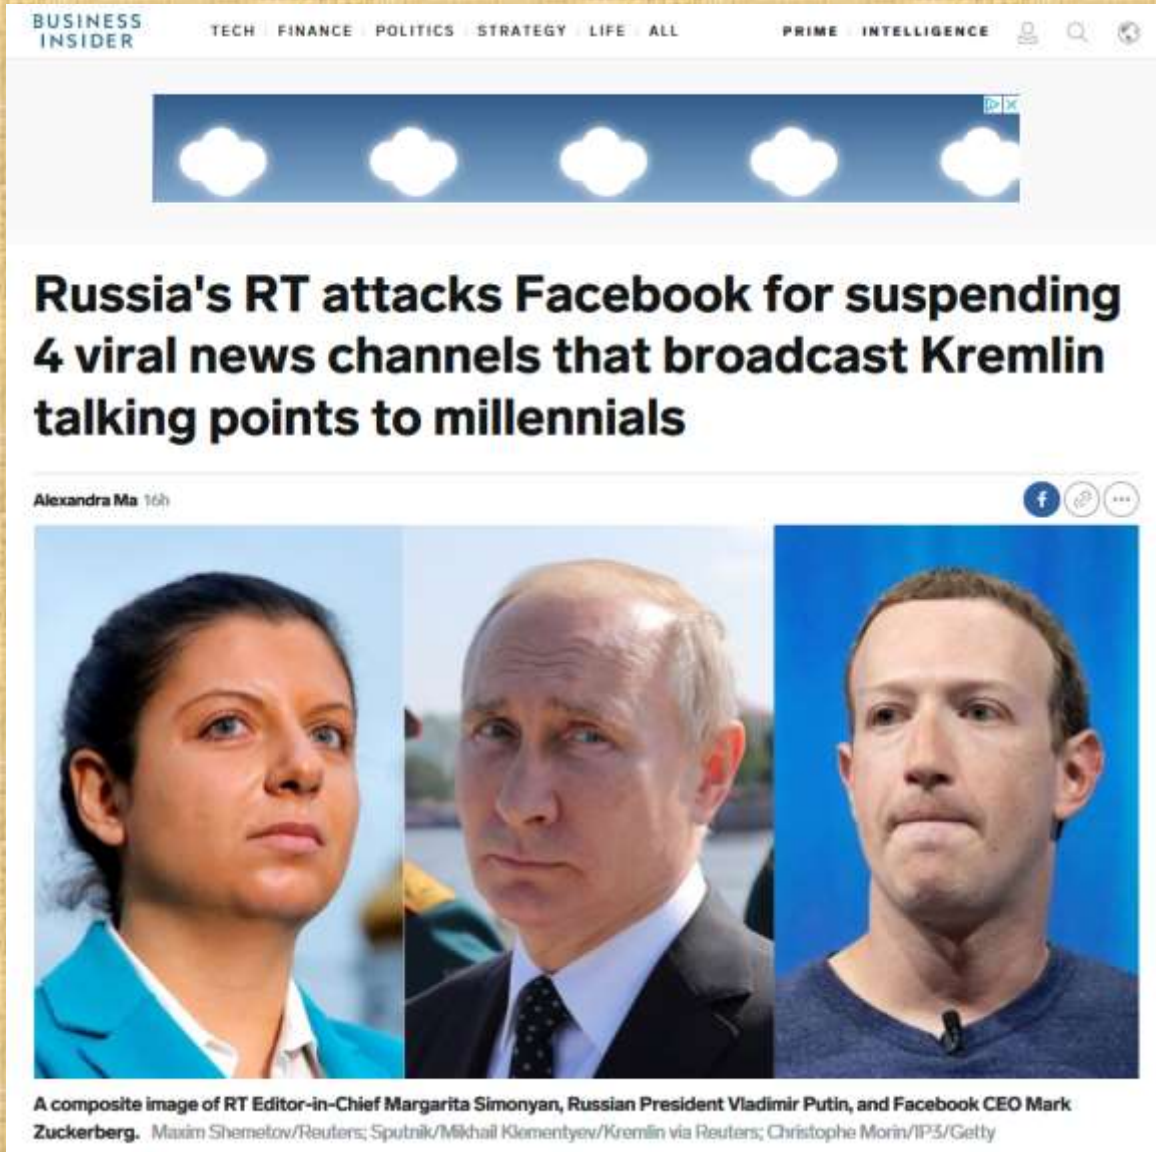 BUSINESS
INSIDER
TECH FINANCE POLITICS STRATEGY LIFE ALL PRIME INTELLIGENCE
Russia's RT attacks Facebook for suspending
4 viral news channels that broadcast Kremlin
talking points to millennials
Alexandra Ma 16h
A composite image of RT Editor-in-Chief Margarita Simonyan, Russian President Vladimir Putin, and Facebook CEO Mark
Zuckerberg. Maxim Shemetov/Reuters; Sputnik/Mikhail Klementyev/Kremlin via Reuters; Christophe Morin/IP3/Getty